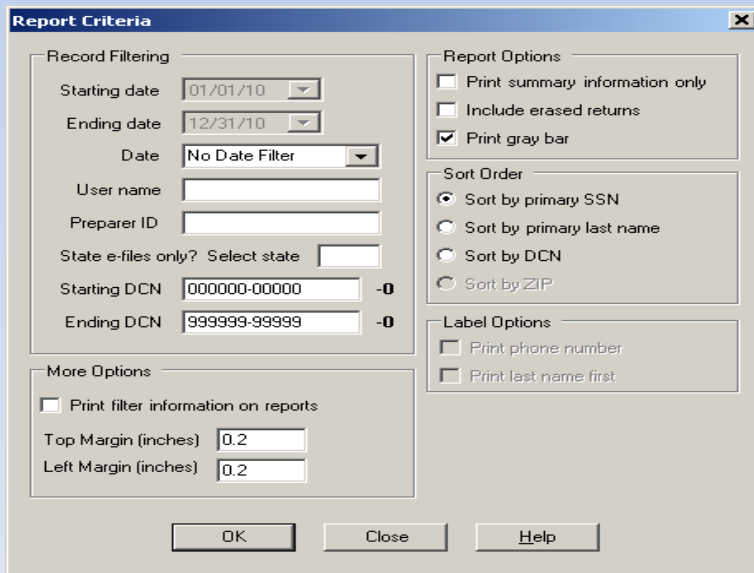 Report Criteria
Record Filtering
Starting date 01/01/10
Ending date 12/31/10
Date No Date Filter
User name
Preparer ID
State e-files only? Select state
Starting DCN 000000-00000 -0
Ending DCN 999999-99999 -0
More Options
Print filter information on reports
Top Margin (inches) 0.2
Left Margin (inches) 0.2
Report Options
Print summary information only
Include erased returns
Print gray bar
Sort Order
Sort by primary SSN
Sort by primary last name
Sort by DCN
Sort by ZIP
Label Options
Print phone number
Print last name first
OK Close Help